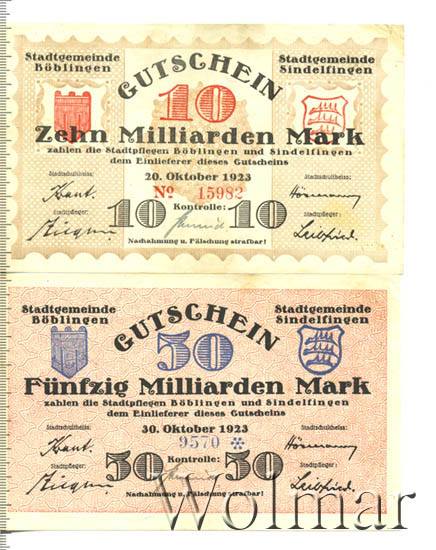 Stadtgemeinde Böblingen
GUTSCHEIN
Stadtgemeinde Sindelfingen
10
Zehn Milliarden Mark
zahlen die Stadtpflegen Böblingen und Sindelfingen
dem Einlieferer dieses Gutscheins
20. Oktober 1923
Stadtschultheiss:
Stadtschultheiss:
No 15982
Kontrolle:
Stadtpfleger:
Stadtpfleger:
10
10
Nachahmung u. Fälschung strafbar!
Stadtgemeinde Böblingen
GUTSCHEIN
Stadtgemeinde Sindelfingen
50
Fünfzig Milliarden Mark
zahlen die Stadtpflegen Böblingen und Sindelfingen
dem Einlieferer dieses Gutscheins
30. Oktober 1923
Stadtschultheiss:
Stadtschultheiss:
9570 *
Kontrolle:
Stadtpfleger:
Stadtpfleger:
50
50
Nachahmung u. Fälschung strafbar!
Wolmar